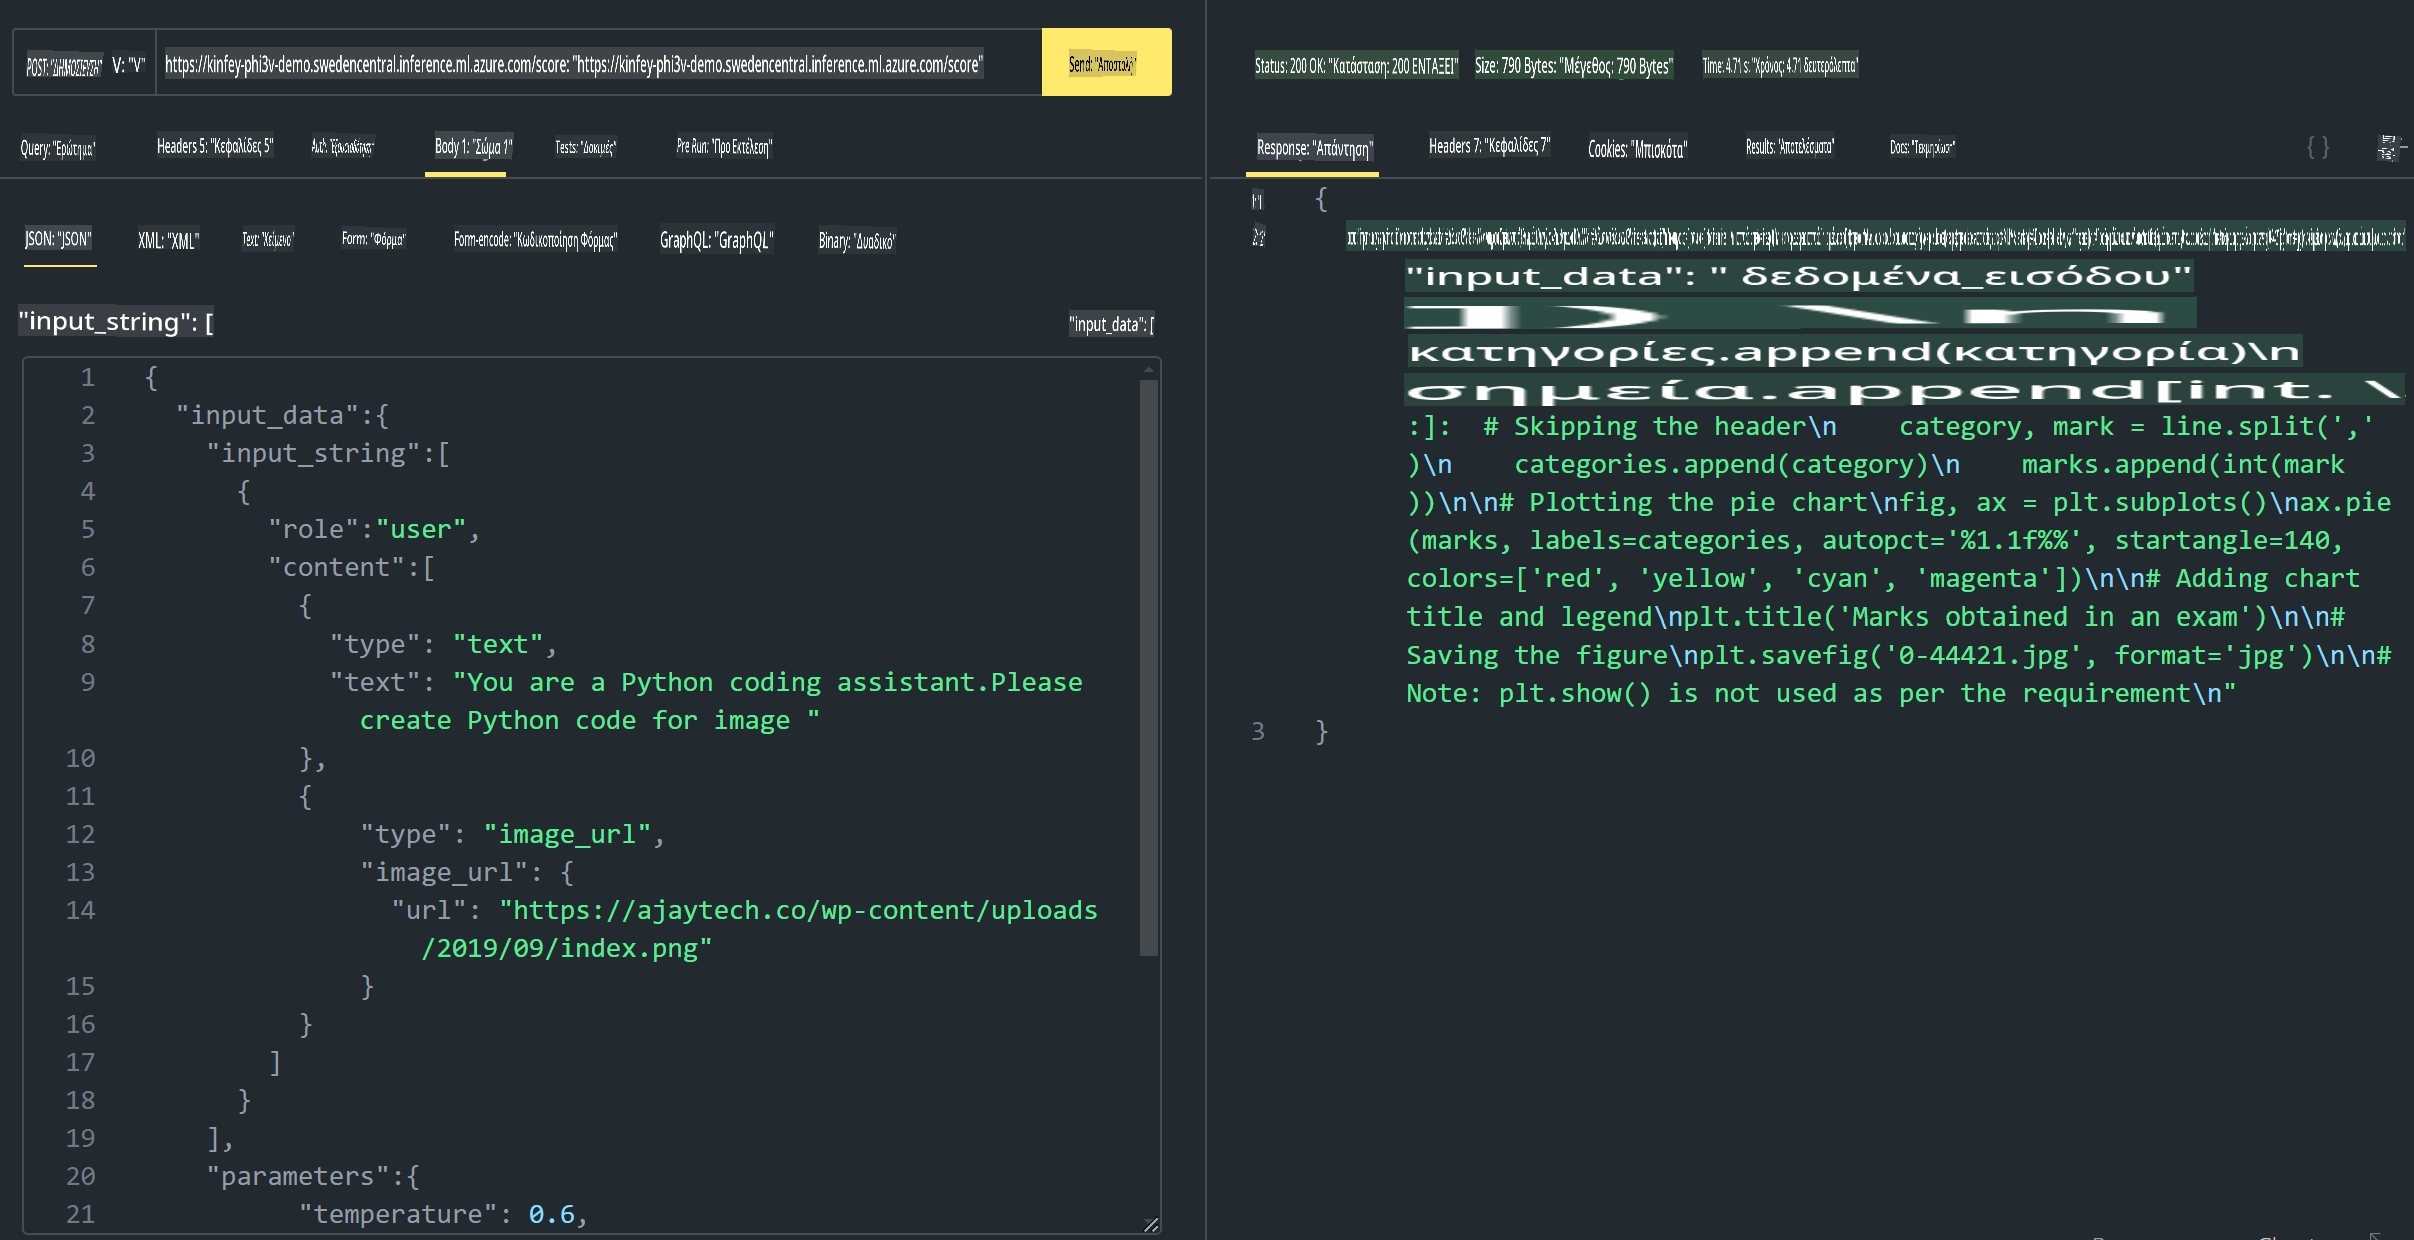 POST: "ΔΗΜΟΣΙΕΥΣΗ" V: "V" https://kinfey-phi3v-demo.swedencentral.inference.ml.azure.com/score: "https://kinfey-phi3v-demo.swedencentral.inference.ml.azure.com/score" Send: "Αποστολή"
Query: "Ερώτημα" Headers 5: "Κεφαλίδες 5" Body 1: "Σώμα 1" Tests: "Δοκιμές" Pre Run: "Προ Εκτέλεση"
JSON: "JSON" XML: "XML" Text: "Κείμενο" Form: "Φόρμα" Form-encode: "Κωδικοποίηση Φόρμας" GraphQL: "GraphQL" Binary: "Δυαδικό"
"input_string": [ "input_data": [
1 {
2 "input_data":{
3 "input_string":[
4 {
5 "role":"user",
6 "content":[
7 {
8 "type": "text",
9 "text": "You are a Python coding assistant.Please
create Python code for image "
10 },
11 {
12 "type": "image_url",
13 "image_url": {
14 "url": "https://ajaytech.co/wp-content/uploads
/2019/09/index.png"
15 }
16 }
17 ]
18 }
19 ],
20 "parameters":{
21 "temperature": 0.6,
Status: 200 OK: "Κατάσταση: 200 ΕΝΤΑΞΕΙ" Size: 790 Bytes: "Μέγεθος: 790 Bytes" Time: 4.71 s: "Χρόνος: 4.71 δευτερόλεπτα"
Response: "Απάντηση" Headers 7: "Κεφαλίδες 7" Cookies: "Μπισκότα" Results: "Αποτελέσματα" Docs: "Τεκμηρίωση" { }
{
"input_data": " δεδομένα_εισόδου"
κατηγορίες.append(κατηγορία)\n
σημεία.append[int. \
:]: # Skipping the header\n category, mark = line.split(','
)\n categories.append(category)\n marks.append(int(mark
))\n\n# Plotting the pie chart\nfig, ax = plt.subplots()\nax.pie
(marks, labels=categories, autopct='%1.1f%%', startangle=140,
colors=['red', 'yellow', 'cyan', 'magenta'])\n\n# Adding chart
title and legend\nplt.title('Marks obtained in an exam')\n\n#
Saving the figure\nplt.savefig('0-44421.jpg', format='jpg')\n\n#
Note: plt.show() is not used as per the requirement\n"
3 }